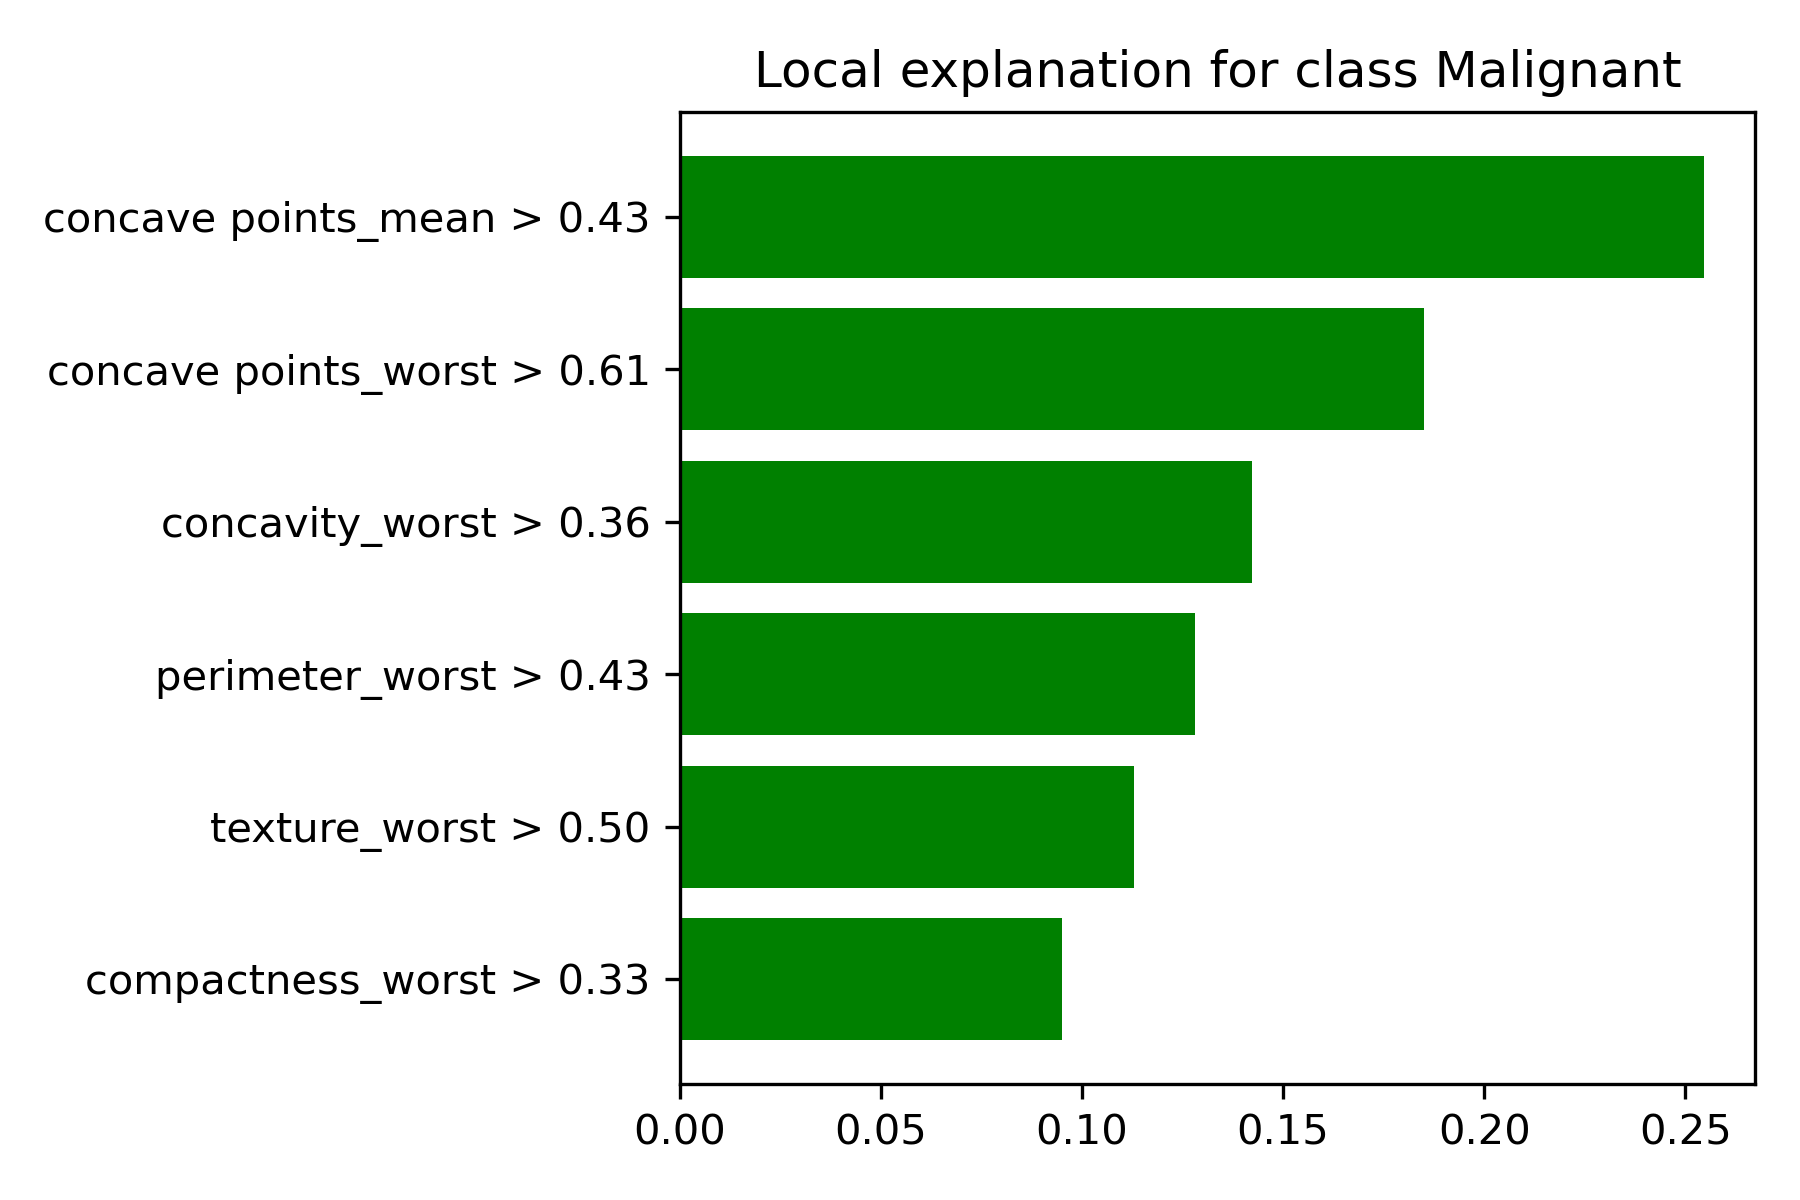 Local explanation for class Malignant
concave points_mean > 0.43
concave points_worst > 0.61
concavity_worst > 0.36
perimeter_worst > 0.43
texture_worst > 0.50
compactness_worst > 0.33
0.00 0.05 0.10 0.15 0.20 0.25